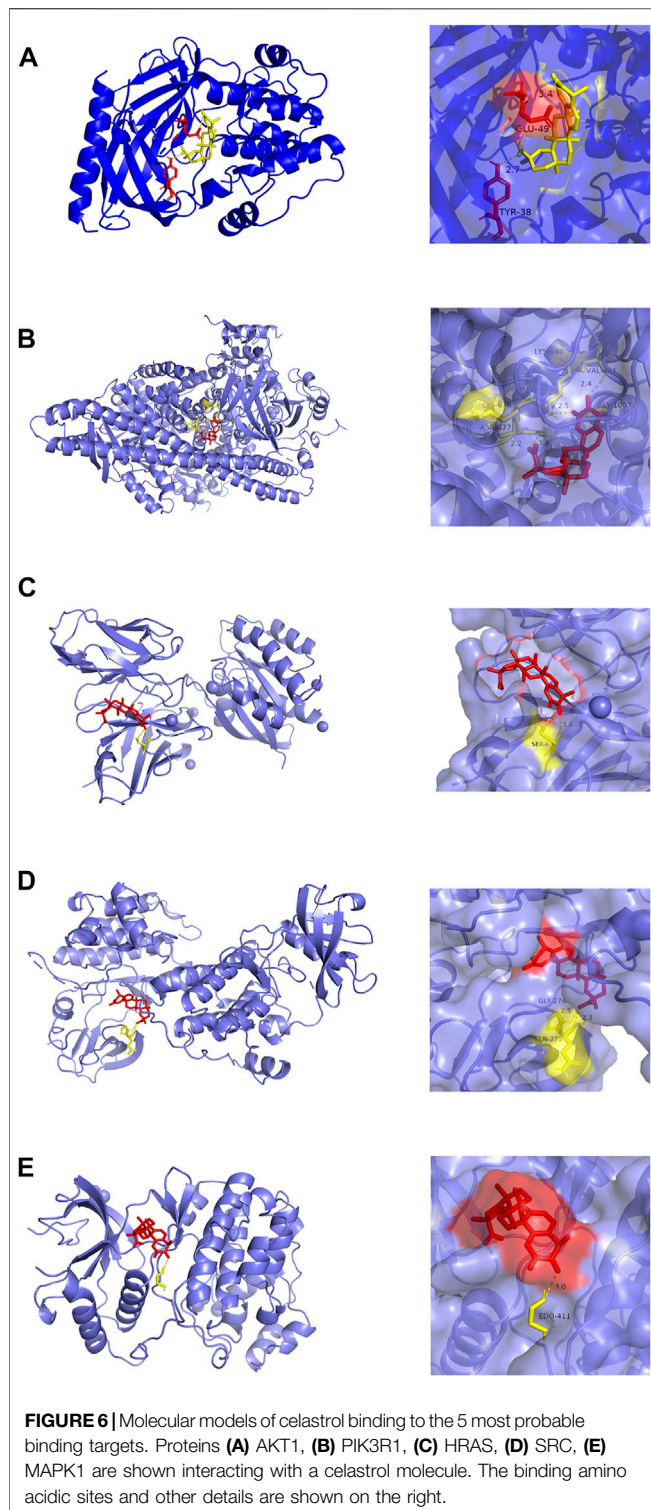 A
3.4
GLU-49
2.7
TYR-38
B
VAL-
2.4
2.5
2.2
C
SER-6
D
GLY-276
2.3
GLN-275
E
3.0
EDO-411
FIGURE 6 | Molecular models of celastrol binding to the 5 most probable
binding targets. Proteins (A) AKT1, (B) PIK3R1, (C) HRAS, (D) SRC, (E)
MAPK1 are shown interacting with a celastrol molecule. The binding amino
acidic sites and other details are shown on the right.